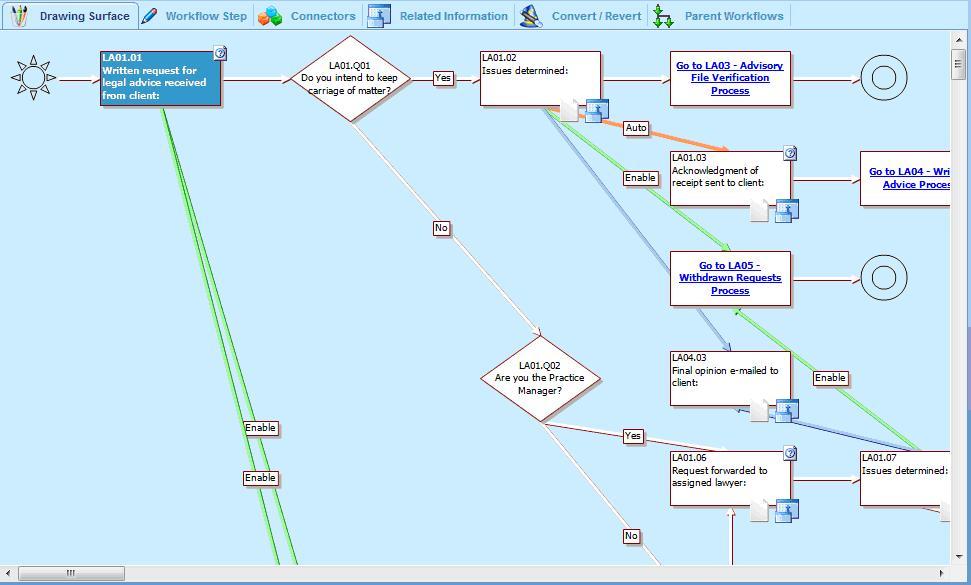 Drawing Surface
Workflow Step
Connectors
Related Information
Convert / Revert
Parent Workflows
LA01.01
Written request for
legal advice received
from client:
LA01.Q01
Do you intend to keep
carriage of matter?
Yes
LA01.02
Issues determined:
Go to LA03 - Advisory
File Verification
Process
Auto
LA01.03
Acknowledgment of
receipt sent to client:
Enable
Go to LA04 - Wri
Advice Proces
No
Go to LA05 -
Withdrawn Requests
Process
LA01.Q02
Are you the Practice
Manager?
LA04.03
Final opinion e-mailed to
client:
Enable
Enable
Yes
LA01.06
Request forwarded to
assigned lawyer:
LA01.07
Issues determined:
Enable
No